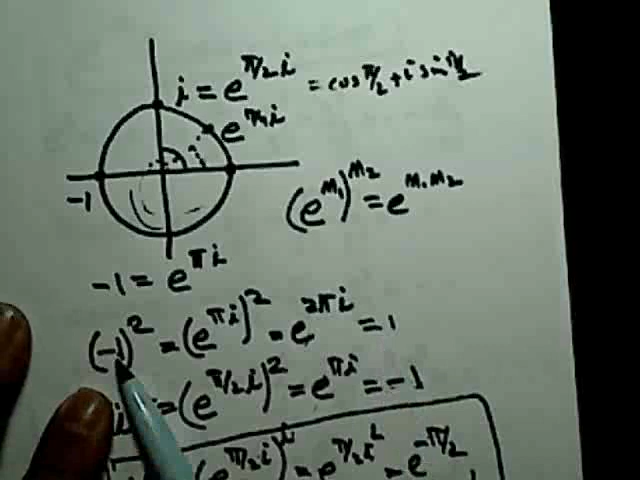 i = e^{π/2 i} = cos π/2 + i sin π/2
e^{π/4 i}
-1
(e^{M₁})^{M₂} = e^{M₁·M₂}
-1 = e^{πi}
(-1)^2 = (e^{πi})^2 = e^{2πi} = 1
i = (e^{π/2 i})^2 = e^{πi} = -1
(e^{π/2 i})^i = e^{π/2 i^2} = e^{-π/2}